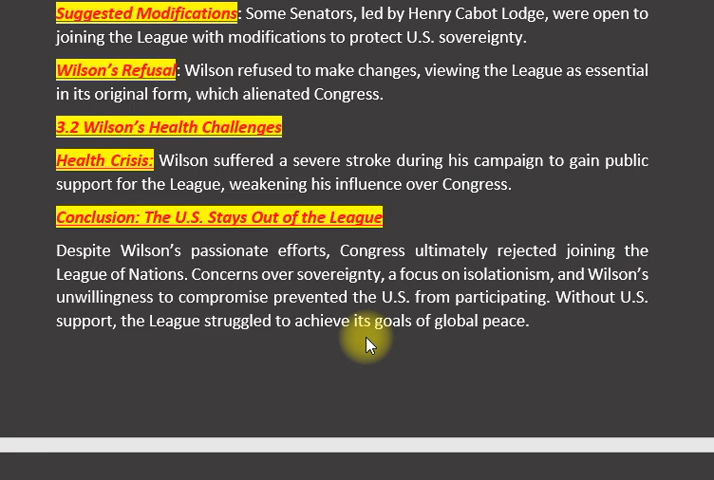 Suggested Modifications: Some Senators, led by Henry Cabot Lodge, were open to
joining the League with modifications to protect U.S. sovereignty.
Wilson's Refusal: Wilson refused to make changes, viewing the League as essential
in its original form, which alienated Congress.
3.2 Wilson's Health Challenges
Health Crisis: Wilson suffered a severe stroke during his campaign to gain public
support for the League, weakening his influence over Congress.
Conclusion: The U.S. Stays Out of the League
Despite Wilson's passionate efforts, Congress ultimately rejected joining the
League of Nations. Concerns over sovereignty, a focus on isolationism, and Wilson's
unwillingness to compromise prevented the U.S. from participating. Without U.S.
support, the League struggled to achieve its goals of global peace.